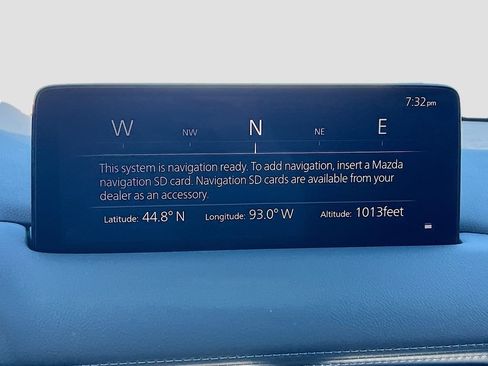 7:32pm
W NW N NE E
This system is navigation ready. To add navigation, insert a Mazda
navigation SD card. Navigation SD cards are available from your
dealer as an accessory.
Latitude: 44.8° N Longitude: 93.0° W Altitude: 1013feet